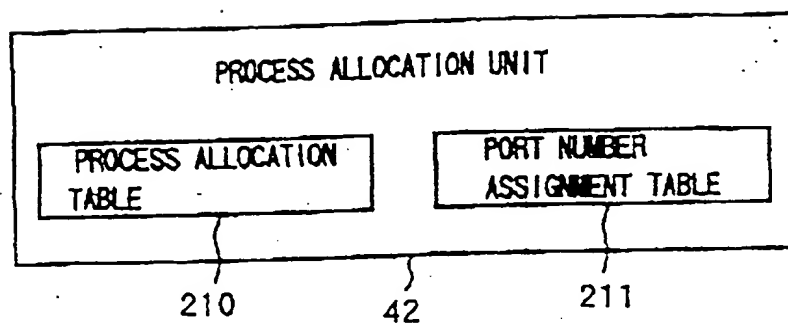 PROCESS ALLOCATION UNIT
PROCESS ALLOCATION
TABLE
PORT NUMBER
ASSIGNMENT TABLE
210
42
211